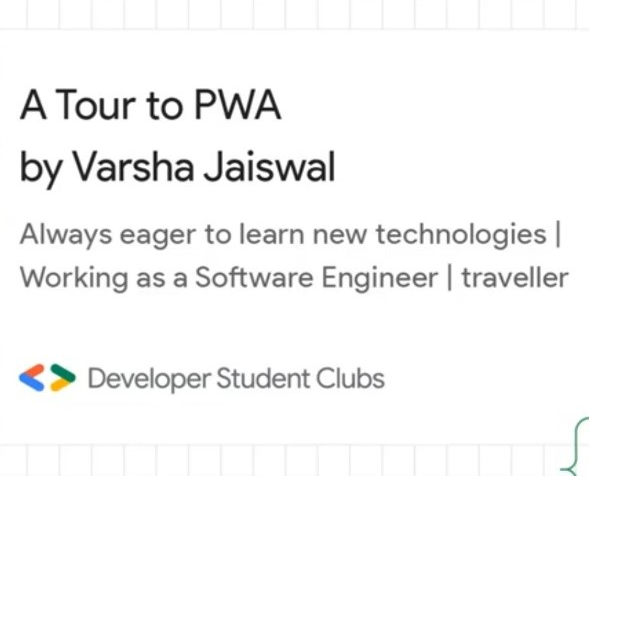 A Tour to PWA
by Varsha Jaiswal
Always eager to learn new technologies |
Working as a Software Engineer | traveller
Developer Student Clubs